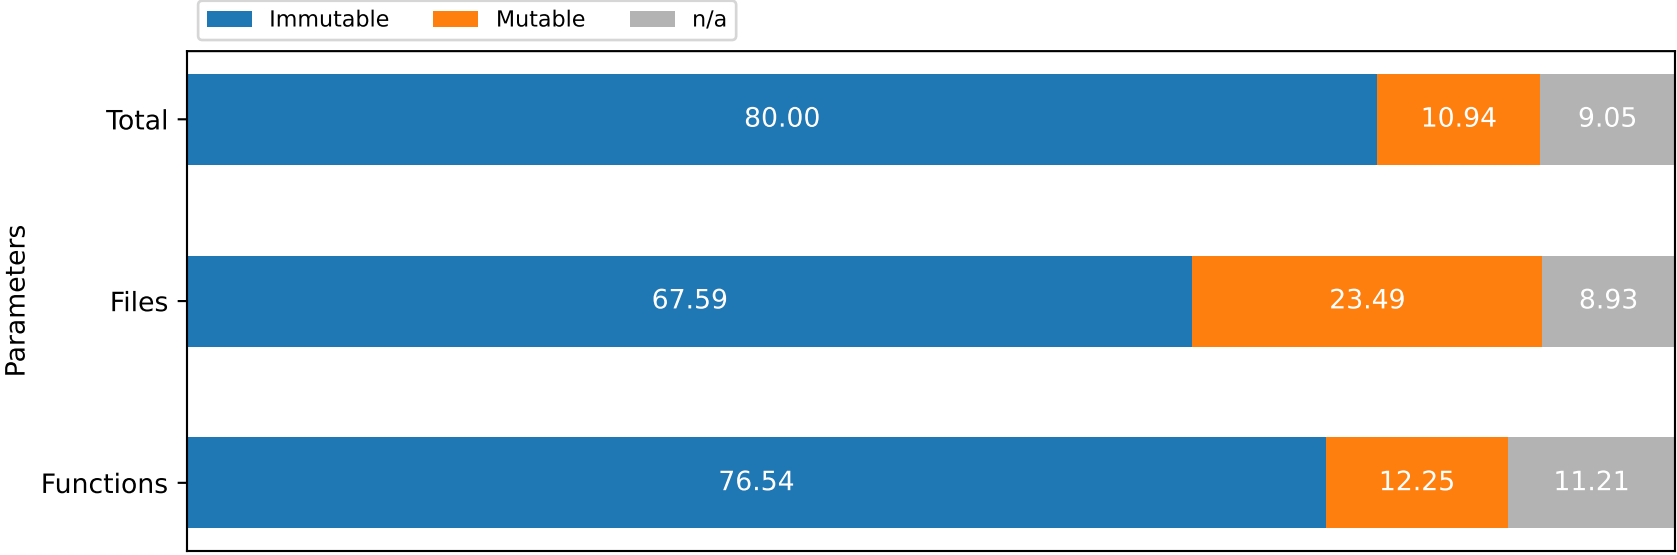 Immutable Mutable n/a
Total 80.00 10.94 9.05
Parameters
Files 67.59 23.49 8.93
Functions 76.54 12.25 11.21